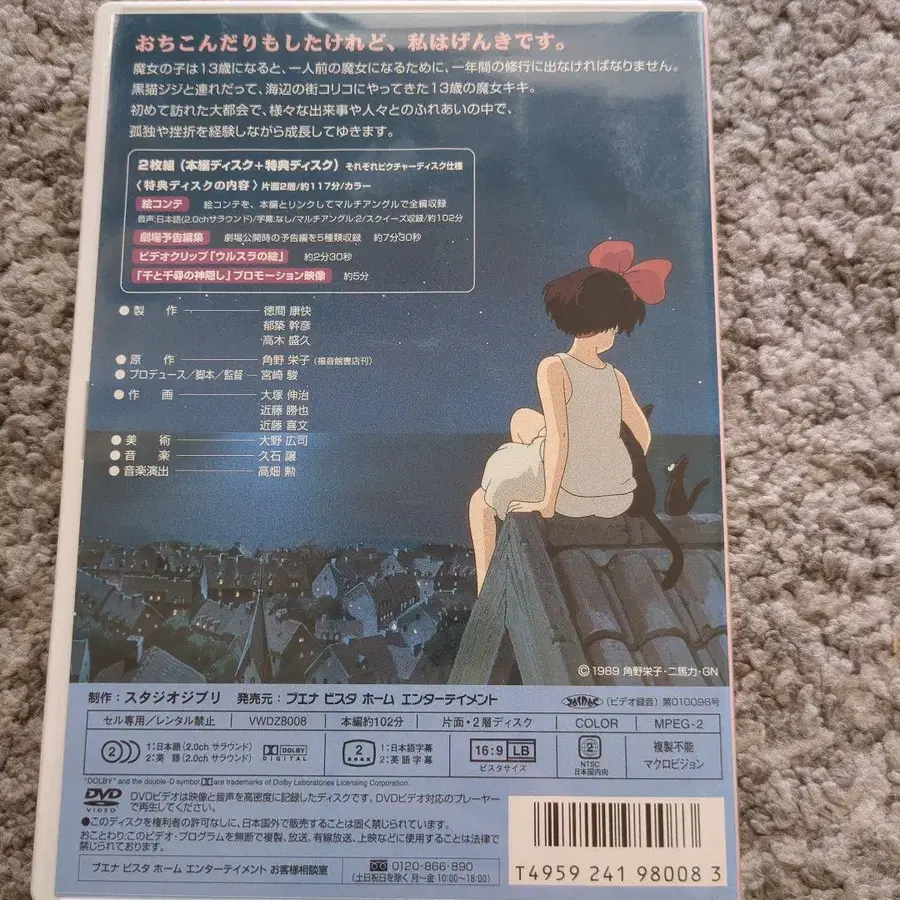 おちこんだりもしたけれど、私はげんきです。
魔女の子は13歳になると、一人前の魔女になるために、一年間の修行に出なければなりません。
黒猫ジジと連れだって、海辺の街コリコにやってきた13歳の魔女キキ。
初めて訪れた大都会で、様々な出来事や人々とのふれあいの中で、
孤独や挫折を経験しながら成長してゆきます。
2枚組(本編ディスク+特典ディスク) それぞれピクチャーディスク仕様
〈特典ディスクの内容〉片面2層/約117分/カラー
絵コンテ 絵コンテを、本編とリンクしてマルチアングルで全編収録
音声:日本語(2.0chサラウンド)/字幕:なし/マルチアングル:2/スクイーズ収録/約102分
劇場予告編集 劇場公開時の予告編を5種類収録 約7分30秒
ビデオクリップ「ウルスラの絵」 約2分30秒
「千と千尋の神隠し」プロモーション映像 約5分
●製作 徳間 康快
都築 幹彦
高木 盛久
●原作 角野 栄子(福音館書店刊)
●プロデュース/脚本/監督 宮崎 駿
●作画 大塚 伸治
近藤 勝也
近藤 喜文
●美術 大野 広司
●音楽 久石 譲
●音楽演出 高畑 勲
©1989 角野栄子・二馬力・GN
制作:スタジオジブリ 発売元:ブエナ ビスタ ホーム エンターテイメント JASRAC (ビデオ録音)第010096号
セル専用/レンタル禁止 VWDZ8008 本編約102分 片面・2層ディスク COLOR MPEG-2
2 1:日本語(2.0ch サラウンド) DOLBY 2 1:日本語字幕 16:9 LB 2 複製不能
2:英 語(2.0ch サラウンド) DIGITAL 2:英語字幕 ビスタサイズ NTSC 日本国内向 マクロビジョン
"DOLBY" and the double-D symbol are trademarks of Dolby Laboratories Licensing Corporation.
DVD VIDEO DVDビデオは映像と音声を高密度に記録したディスクです。DVDビデオ対応のプレーヤー
で再生してください。
●このディスクを権利者の許可なしに、日本国外で販売することは固く禁じられています。
おことわり:このビデオ・プログラムを無断で複製、放送、有線放送、上映などに使用することは法律で
禁じられております。
ブエナ ビスタ ホーム エンターテイメント お客様相談室 0120-866-890
(土日祝日を除く 月〜金 10:00〜18:00)
T4959 241 98008 3